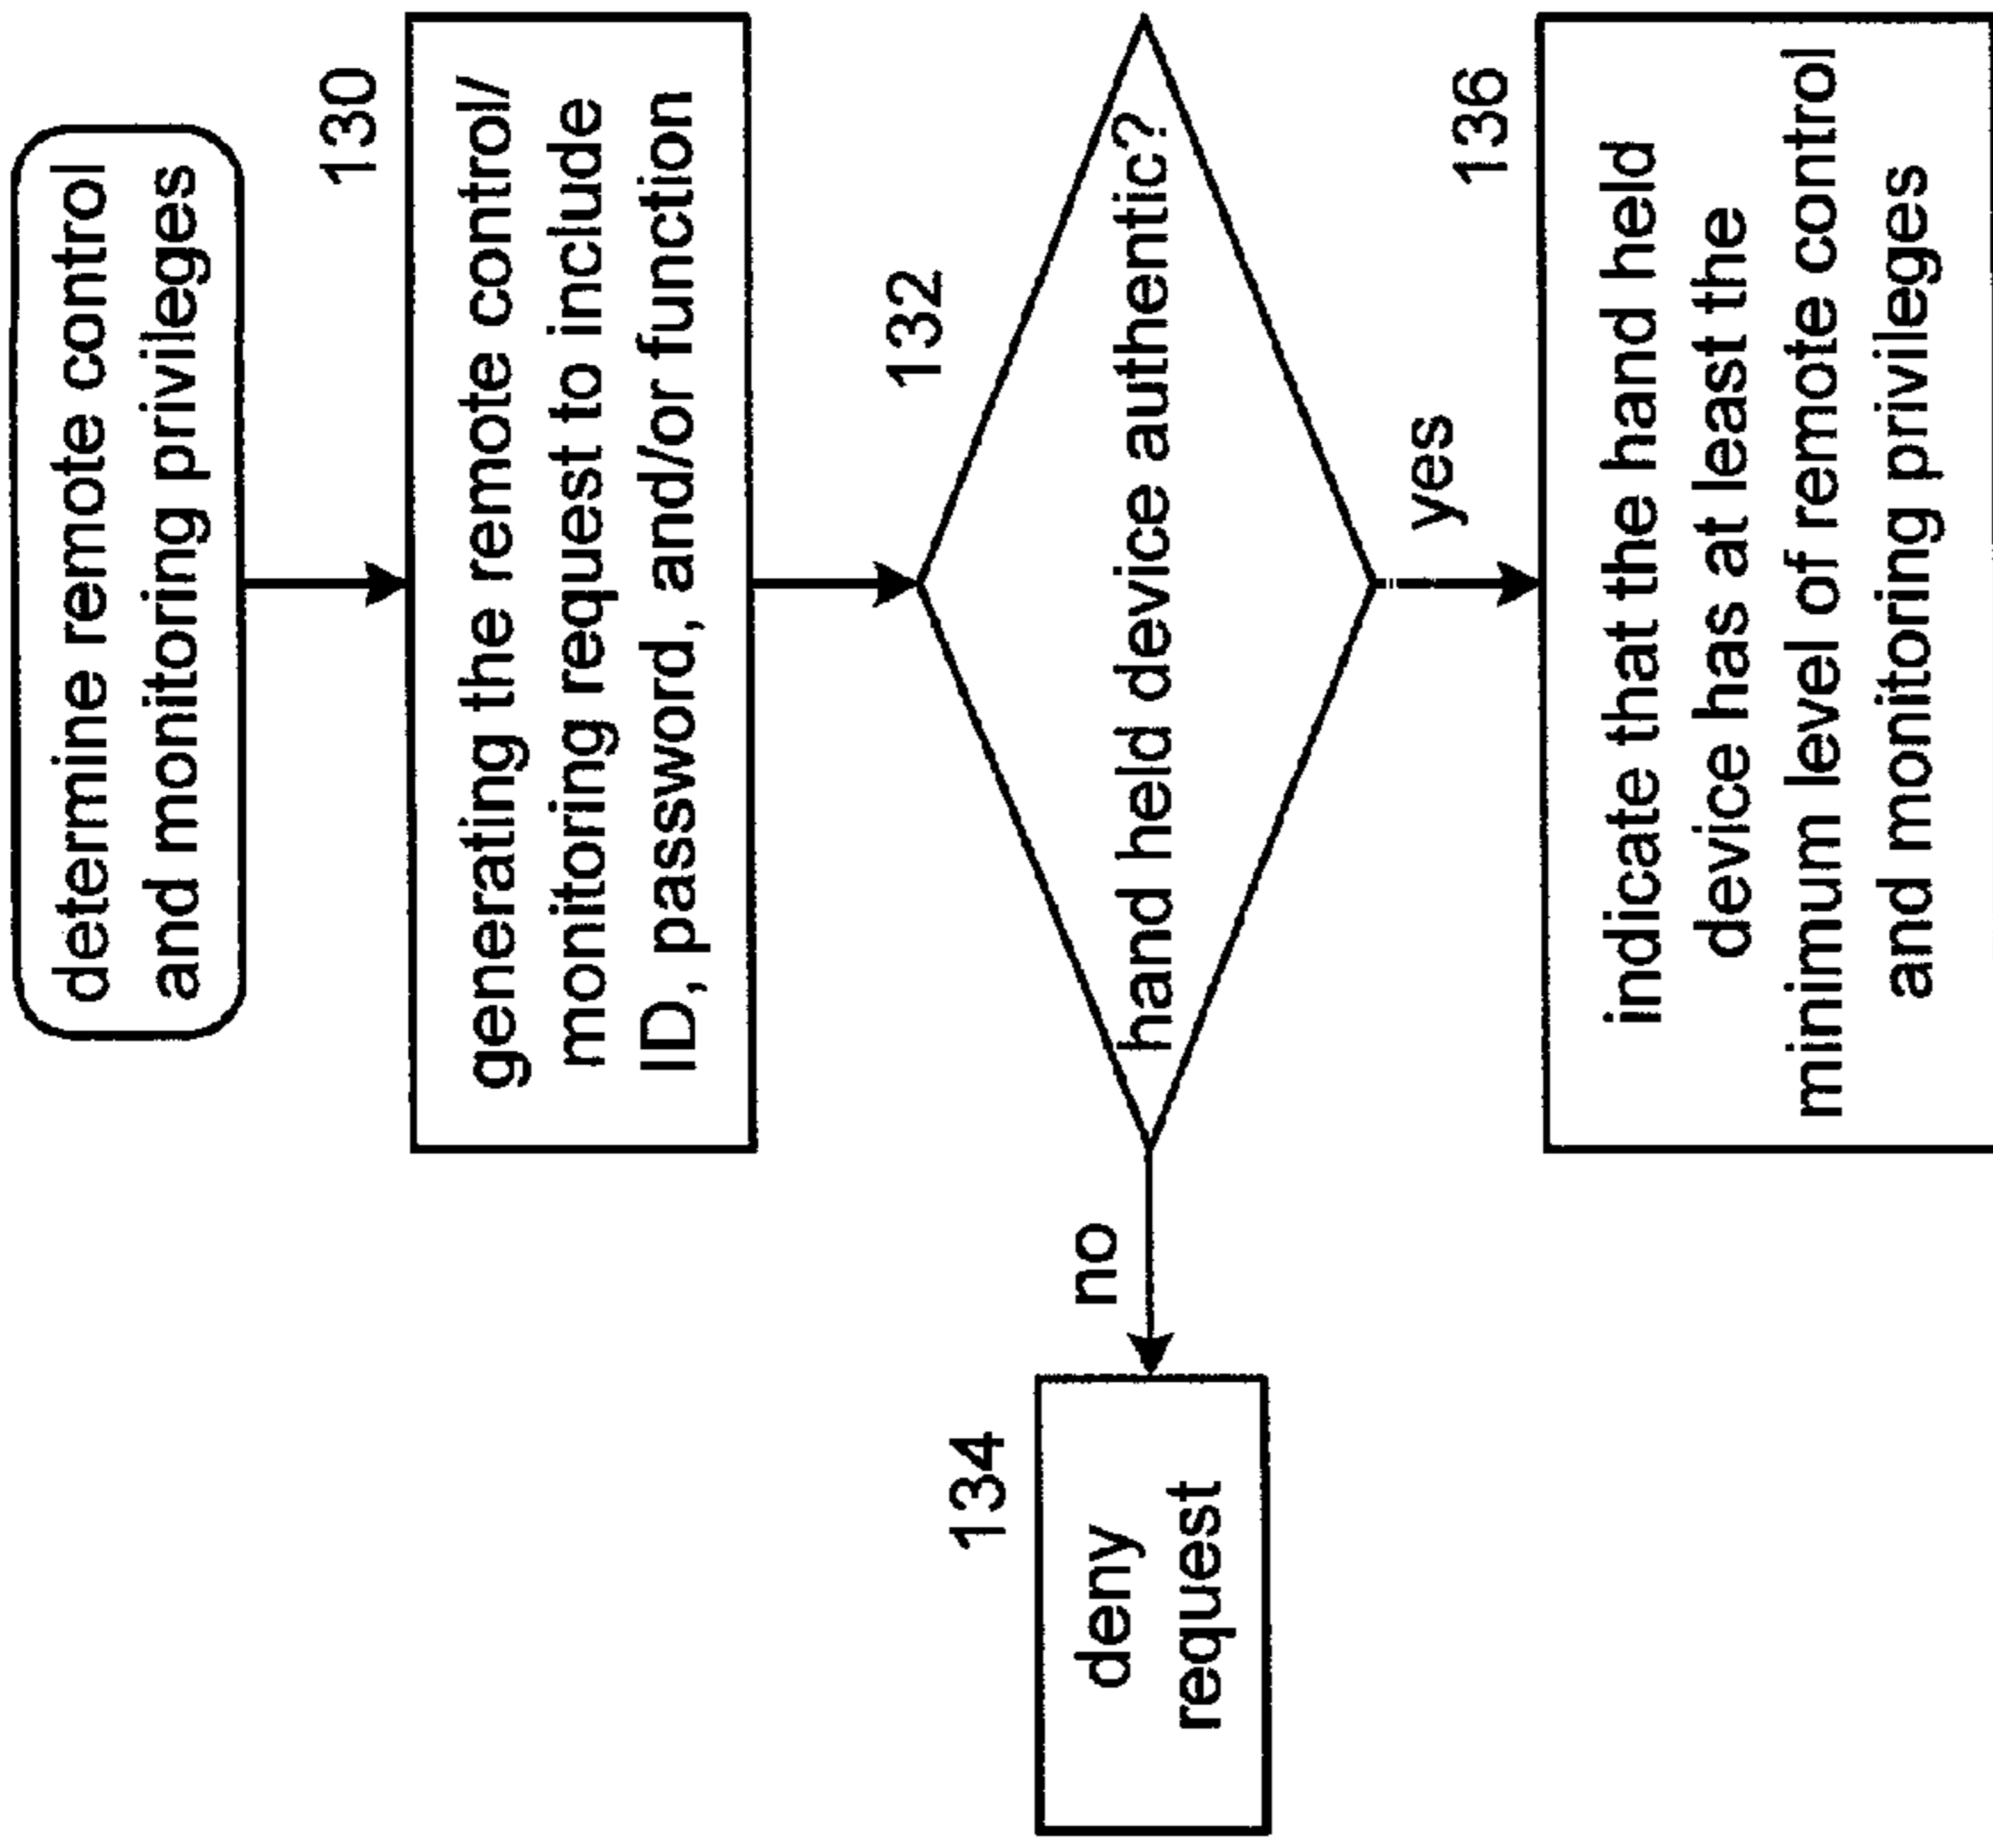 determine remote control
and monitoring privileges
130
generating the remote control/
monitoring request to include
ID, password, and/or function
132
hand held device authentic?
no
134
deny
request
yes
136
indicate that the hand held
device has at least the
minimum level of remote control
and monitoring privileges